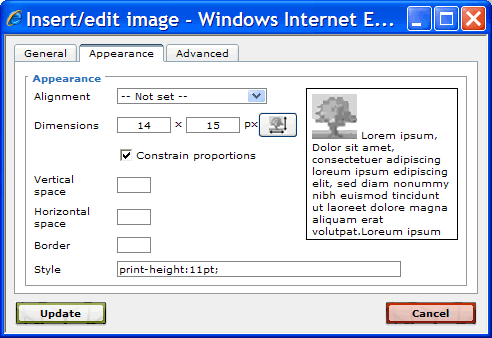 Insert/edit image - Windows Internet E...
General Appearance Advanced
Appearance
Alignment -- Not set --
Dimensions 14 x 15 px
Constrain proportions
Vertical
space
Horizontal
space
Border
Style print-height:11pt;
Lorem ipsum,
Dolor sit amet,
consectetuer adipiscing
loreum ipsum edipiscing
elit, sed diam nonummy
nibh euismod tincidunt
ut laoreet dolore magna
aliquam erat
volutpat.Loreum ipsum
Update Cancel